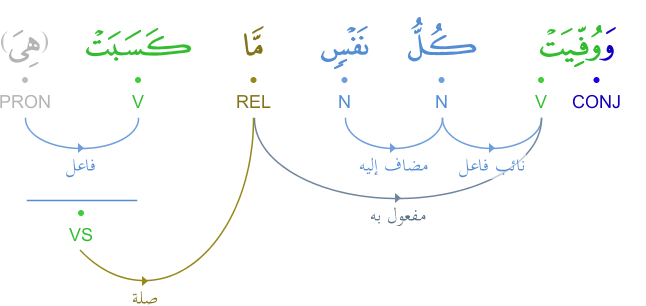 وَوُفِّيَتْ كُلُّ نَفْسٍ مَّا كَسَبَتْ (هِيَ)
CONJ V N N REL V PRON
نائب فاعل مضاف إليه فاعل
مفعول به
VS
صلة